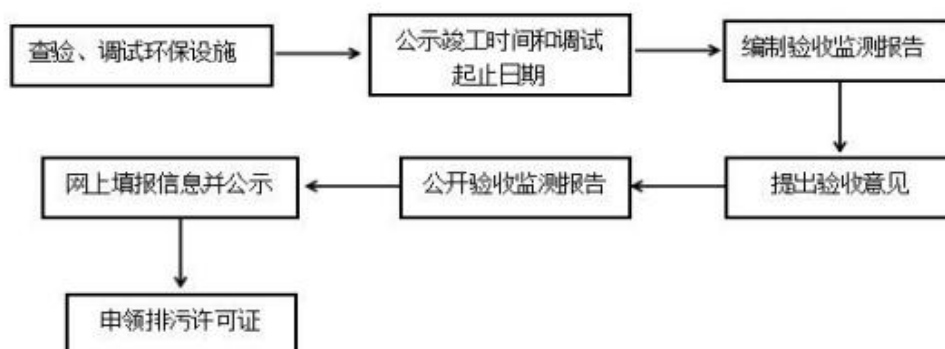 查验、调试环保设施
公示竣工时间和调试
起止日期
编制验收监测报告
提出验收意见
公开验收监测报告
网上填报信息并公示
申领排污许可证